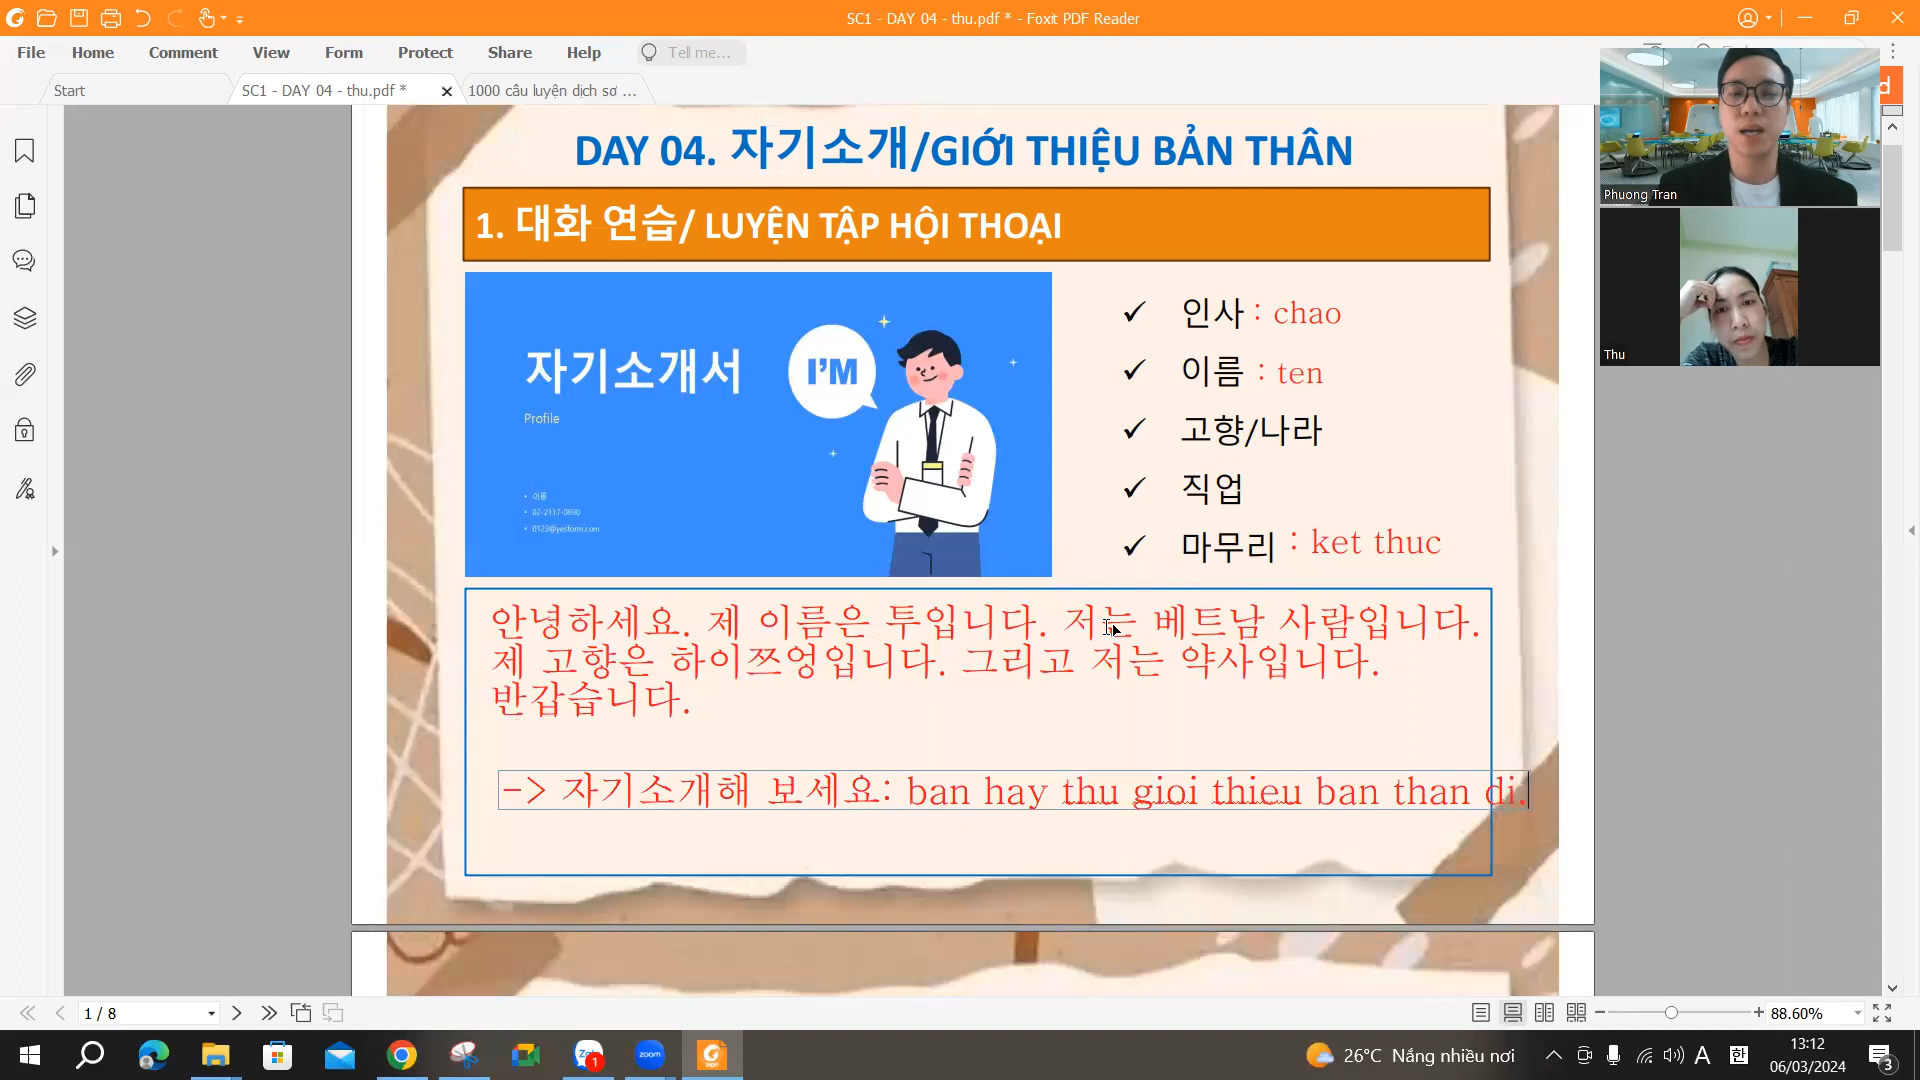 SC1 - DAY 04 - thu.pdf * - Foxit PDF Reader
File Home Comment View Form Protect Share Help Tell me...
Start SC1 - DAY 04 - thu.pdf * 1000 câu luyện dịch sơ ...
DAY 04. 자기소개/GIỚI THIỆU BẢN THÂN
1. 대화 연습/ LUYỆN TẬP HỘI THOẠI
자기소개서
Profile
I'M
• 이름
• 02-2117-0890
• 0123@yesform.com
✓ 인사 : chao
✓ 이름 : ten
✓ 고향/나라
✓ 직업
✓ 마무리 : ket thuc
안녕하세요. 제 이름은 투입니다. 저는 베트남 사람입니다.
제 고향은 하이쯔엉입니다. 그리고 저는 약사입니다.
반갑습니다.
-> 자기소개해 보세요: ban hay thu gioi thieu ban than di.
Phuong Tran
Thu
d
1 / 8
88.60%
Zalo
1
zoom
26°C Nắng nhiều nơi
A
한
13:12
06/03/2024
3